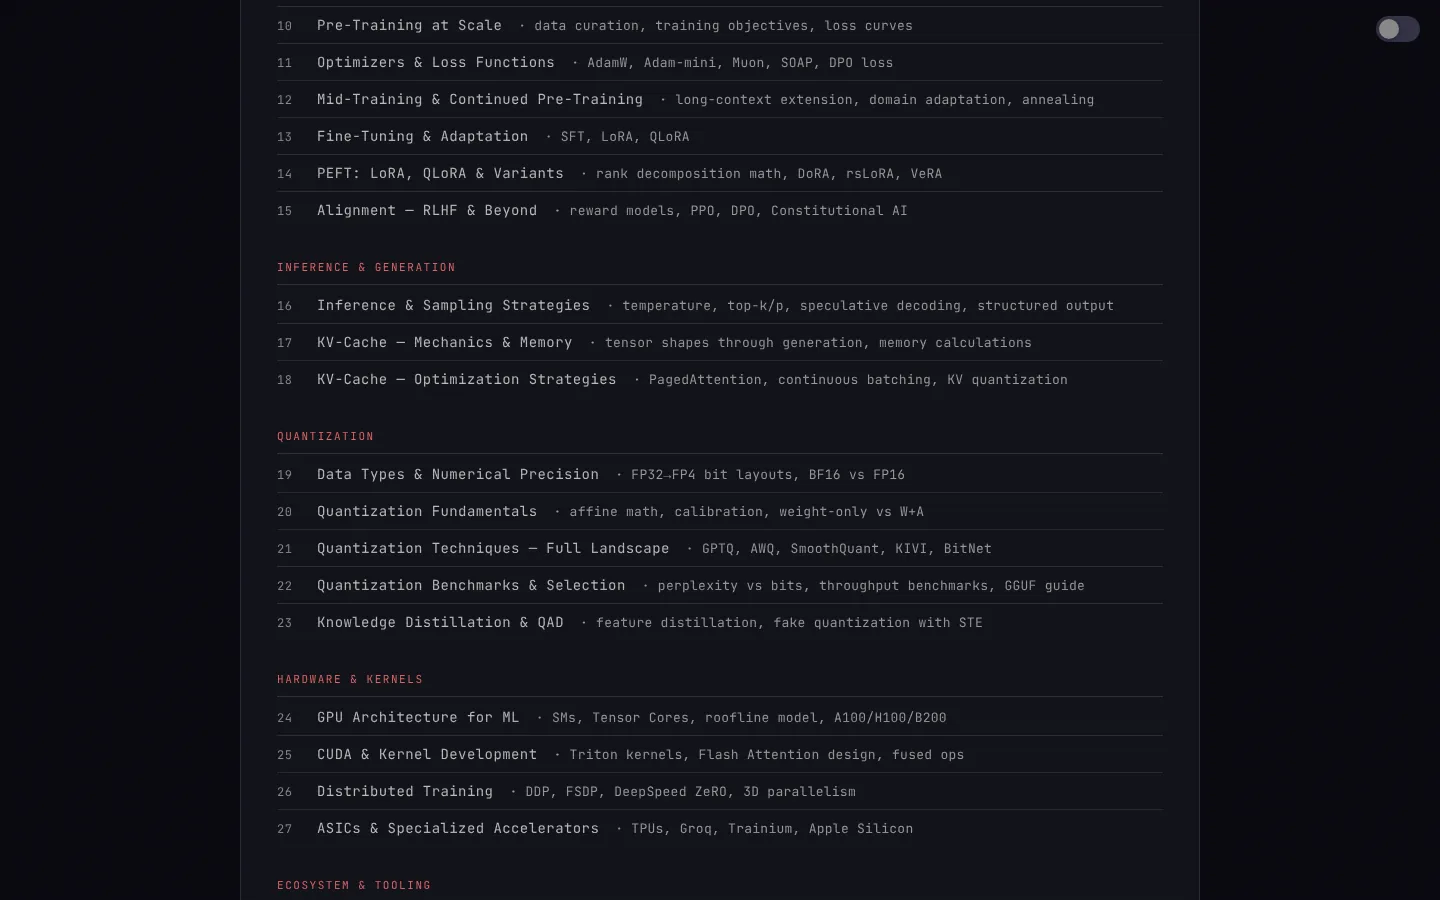 10 Pre-Training at Scale · data curation, training objectives, loss curves
11 Optimizers & Loss Functions · AdamW, Adam-mini, Muon, SOAP, DPO loss
12 Mid-Training & Continued Pre-Training · long-context extension, domain adaptation, annealing
13 Fine-Tuning & Adaptation · SFT, LoRA, QLoRA
14 PEFT: LoRA, QLoRA & Variants · rank decomposition math, DoRA, rsLoRA, VeRA
15 Alignment — RLHF & Beyond · reward models, PPO, DPO, Constitutional AI
INFERENCE & GENERATION
16 Inference & Sampling Strategies · temperature, top-k/p, speculative decoding, structured output
17 KV-Cache — Mechanics & Memory · tensor shapes through generation, memory calculations
18 KV-Cache — Optimization Strategies · PagedAttention, continuous batching, KV quantization
QUANTIZATION
19 Data Types & Numerical Precision · FP32→FP4 bit layouts, BF16 vs FP16
20 Quantization Fundamentals · affine math, calibration, weight-only vs W+A
21 Quantization Techniques — Full Landscape · GPTQ, AWQ, SmoothQuant, KIVI, BitNet
22 Quantization Benchmarks & Selection · perplexity vs bits, throughput benchmarks, GGUF guide
23 Knowledge Distillation & QAD · feature distillation, fake quantization with STE
HARDWARE & KERNELS
24 GPU Architecture for ML · SMs, Tensor Cores, roofline model, A100/H100/B200
25 CUDA & Kernel Development · Triton kernels, Flash Attention design, fused ops
26 Distributed Training · DDP, FSDP, DeepSpeed ZeRO, 3D parallelism
27 ASICs & Specialized Accelerators · TPUs, Groq, Trainium, Apple Silicon
ECOSYSTEM & TOOLING